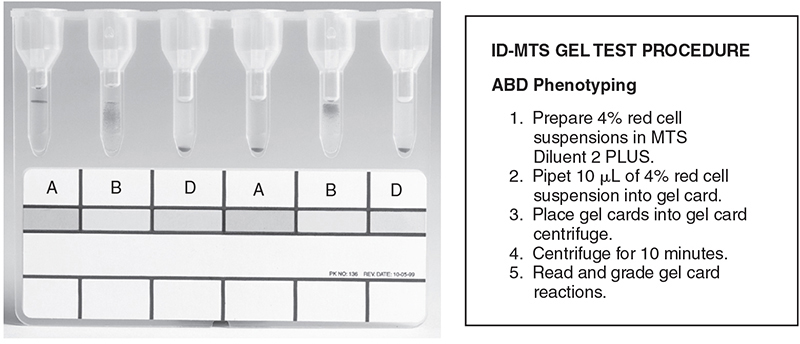 A B D A B D
PK NO: 136 REV. DATE: 10-05-99
ID-MTS GEL TEST PROCEDURE
ABD Phenotyping
1. Prepare 4% red cell
suspensions in MTS
Diluent 2 PLUS.
2. Pipet 10 μL of 4% red cell
suspension into gel card.
3. Place gel cards into gel card
centrifuge.
4. Centrifuge for 10 minutes.
5. Read and grade gel card
reactions.